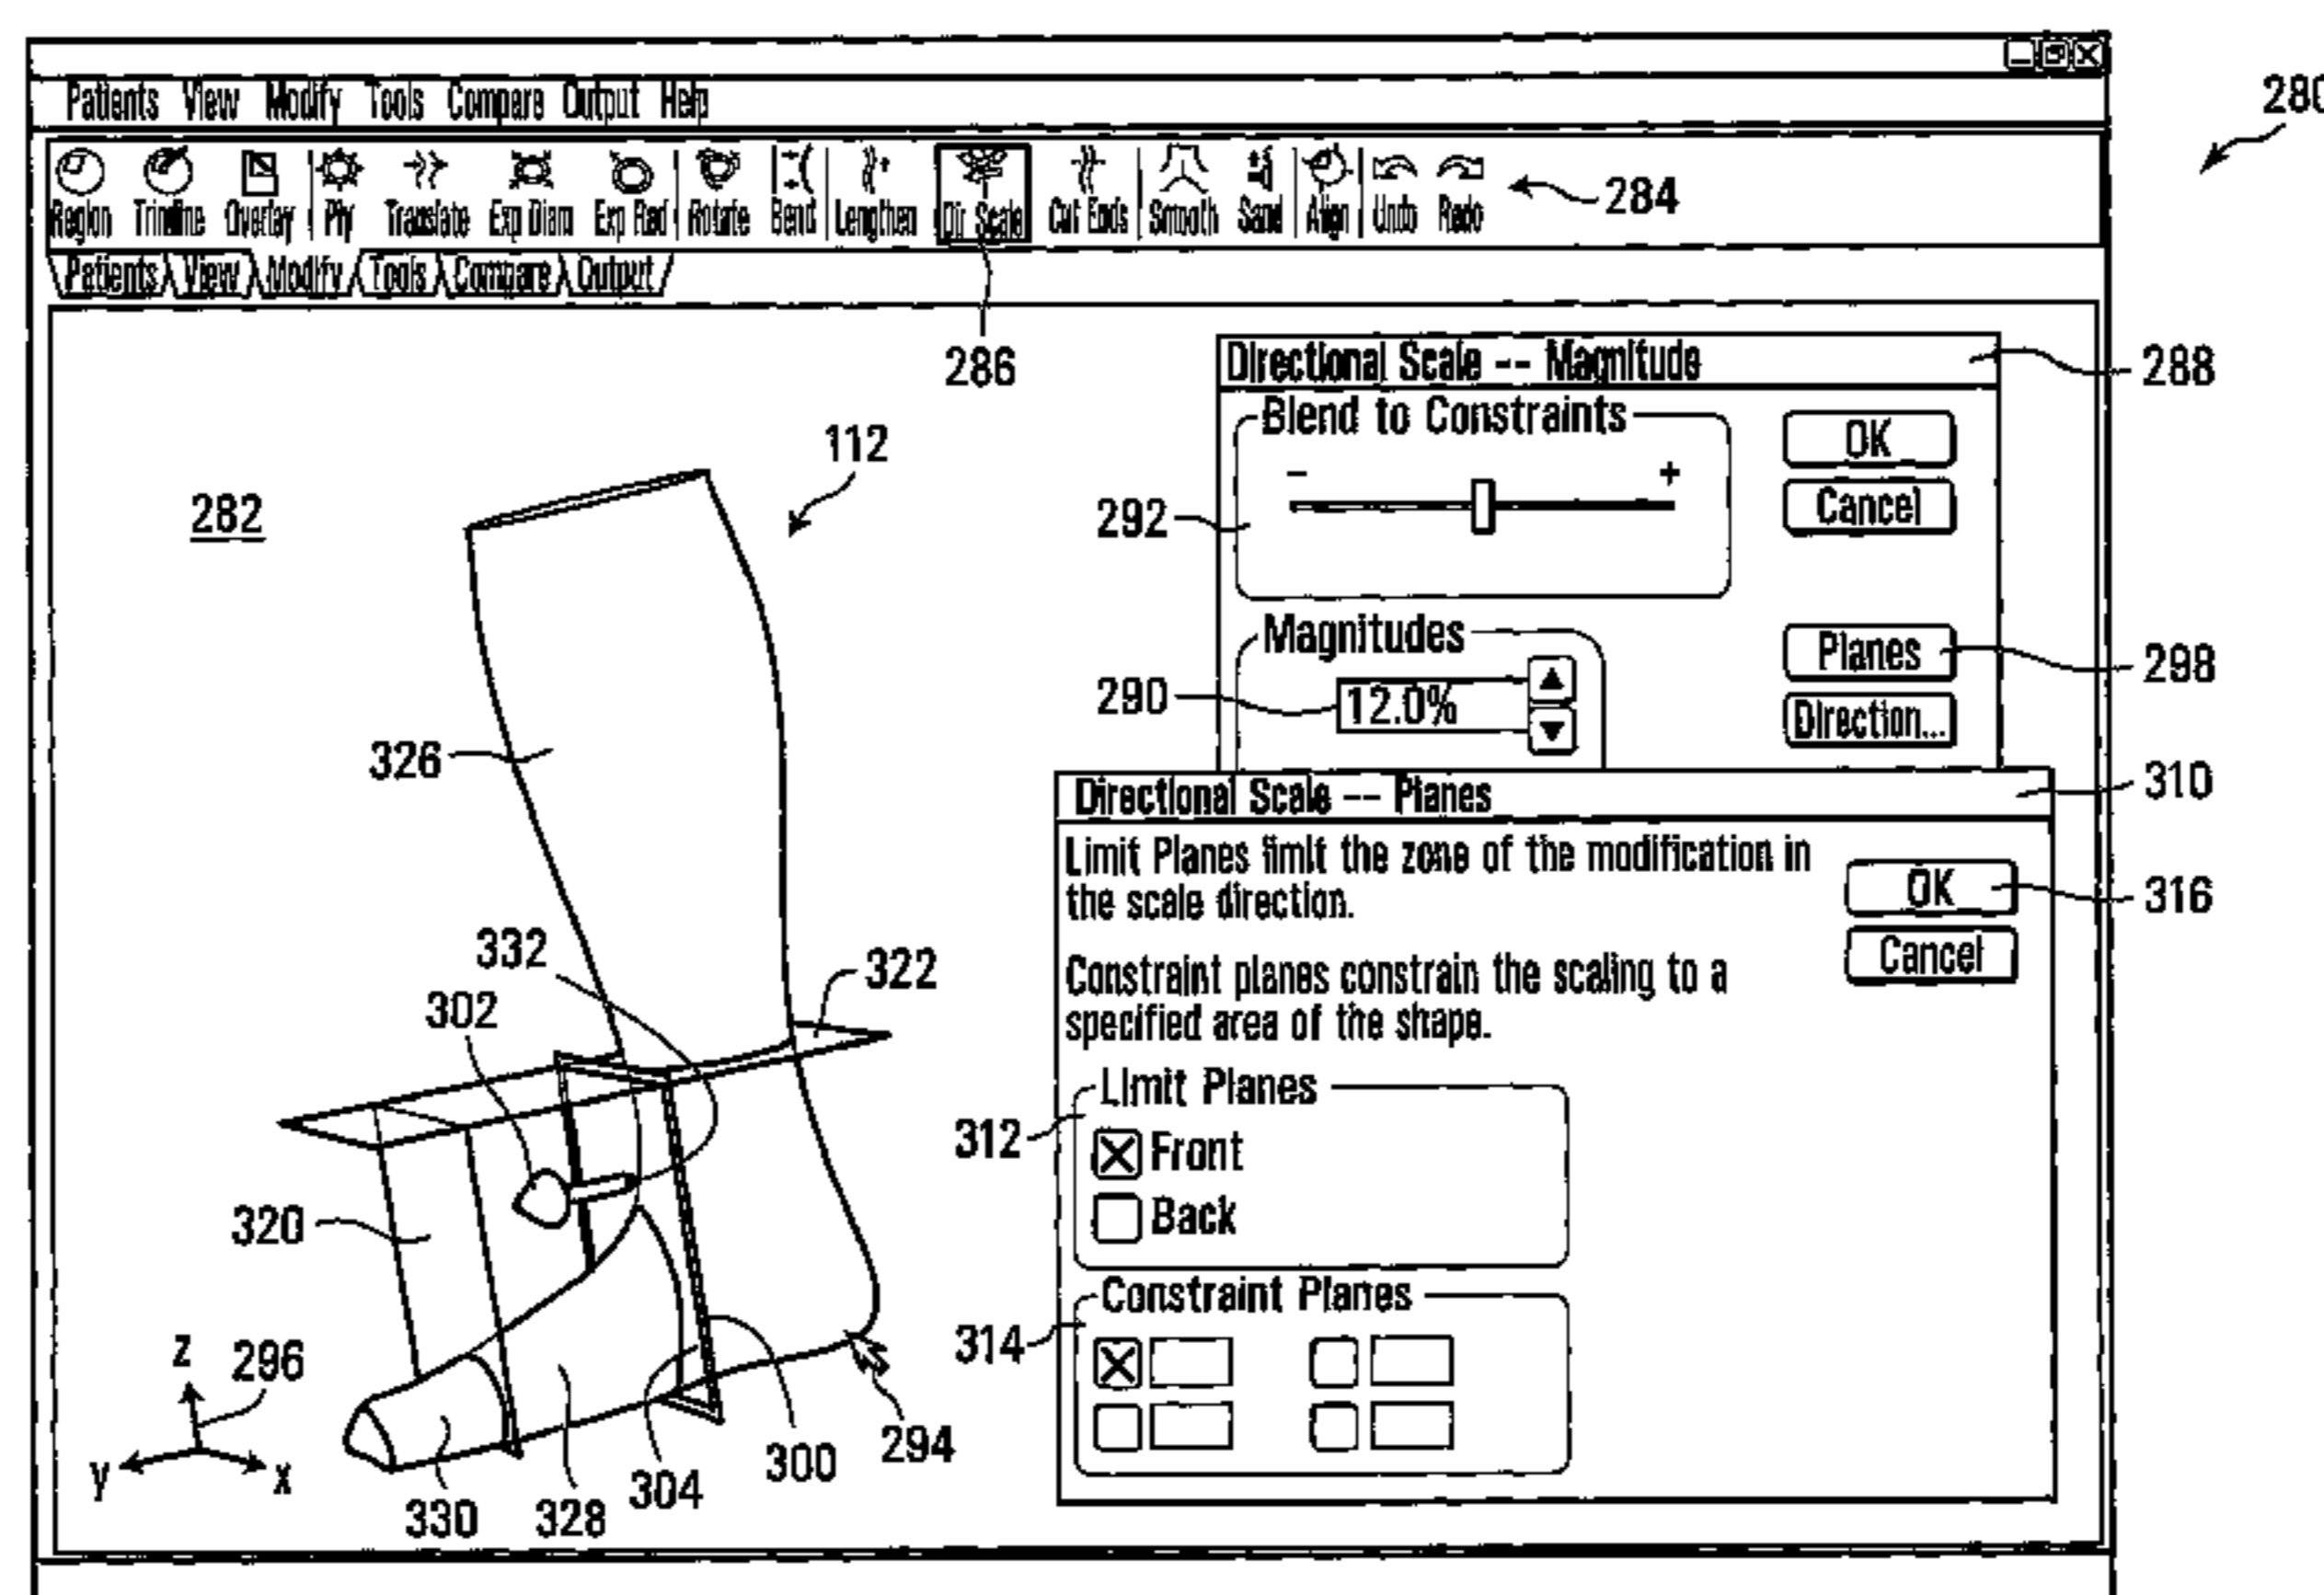 Patients View Modify Tools Compare Output Help
280
Region Trimline Overlay Ptr Translate Exp Diam Exp Rad Rotate Bend Lengthen Dir Scale Cut Ends Smooth Sand Align Undo Redo
284
Patients View Modify Tools Compare Output
286
Directional Scale -- Magnitude
288
Blend to Constraints
OK
112
- +
282
292
Cancel
Magnitudes
Planes
298
290
12.0%
Direction...
326
Directional Scale -- Planes
310
Limit Planes limit the zone of the modification in
the scale direction.
OK
316
332
322
Constraint planes constrain the scaling to a
specified area of the shape.
Cancel
302
Limit Planes
312
Front
320
Back
Constraint Planes
314
z
296
y x
294
300
304
330
328